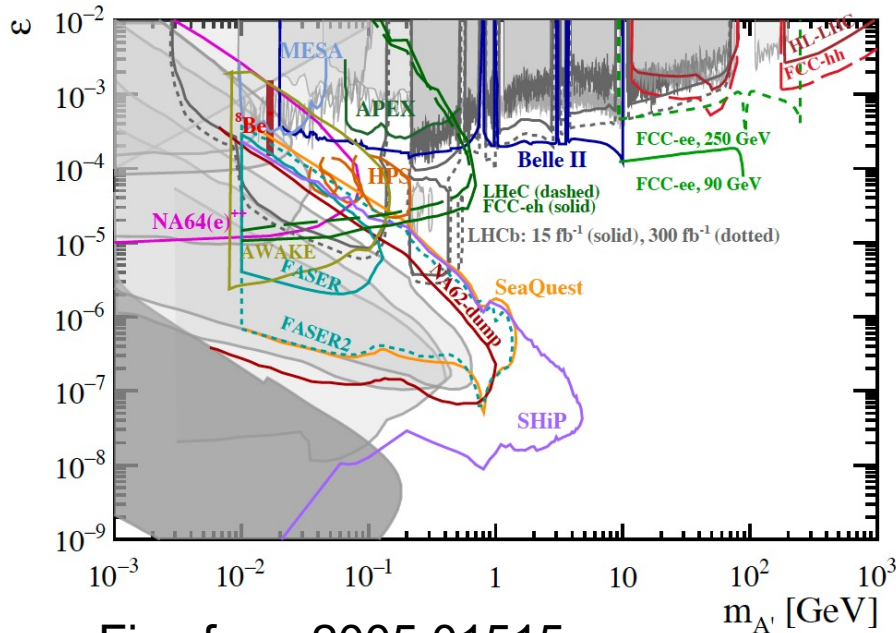 ε
10⁻²
10⁻³
10⁻⁴
10⁻⁵
10⁻⁶
10⁻⁷
10⁻⁸
10⁻⁹
MESA
HL-LHC
FCC-hh
APEX
⁸Be
FCC-ee, 250 GeV
Belle II
HPS
FCC-ee, 90 GeV
LHeC (dashed)
FCC-eh (solid)
NA64(e)⁺⁺
LHCb: 15 fb⁻¹ (solid), 300 fb⁻¹ (dotted)
AWAKE
FASER
NA62-dump
SeaQuest
FASER2
SHiP
10⁻³ 10⁻² 10⁻¹ 1 10 10² 10³
m_A' [GeV]